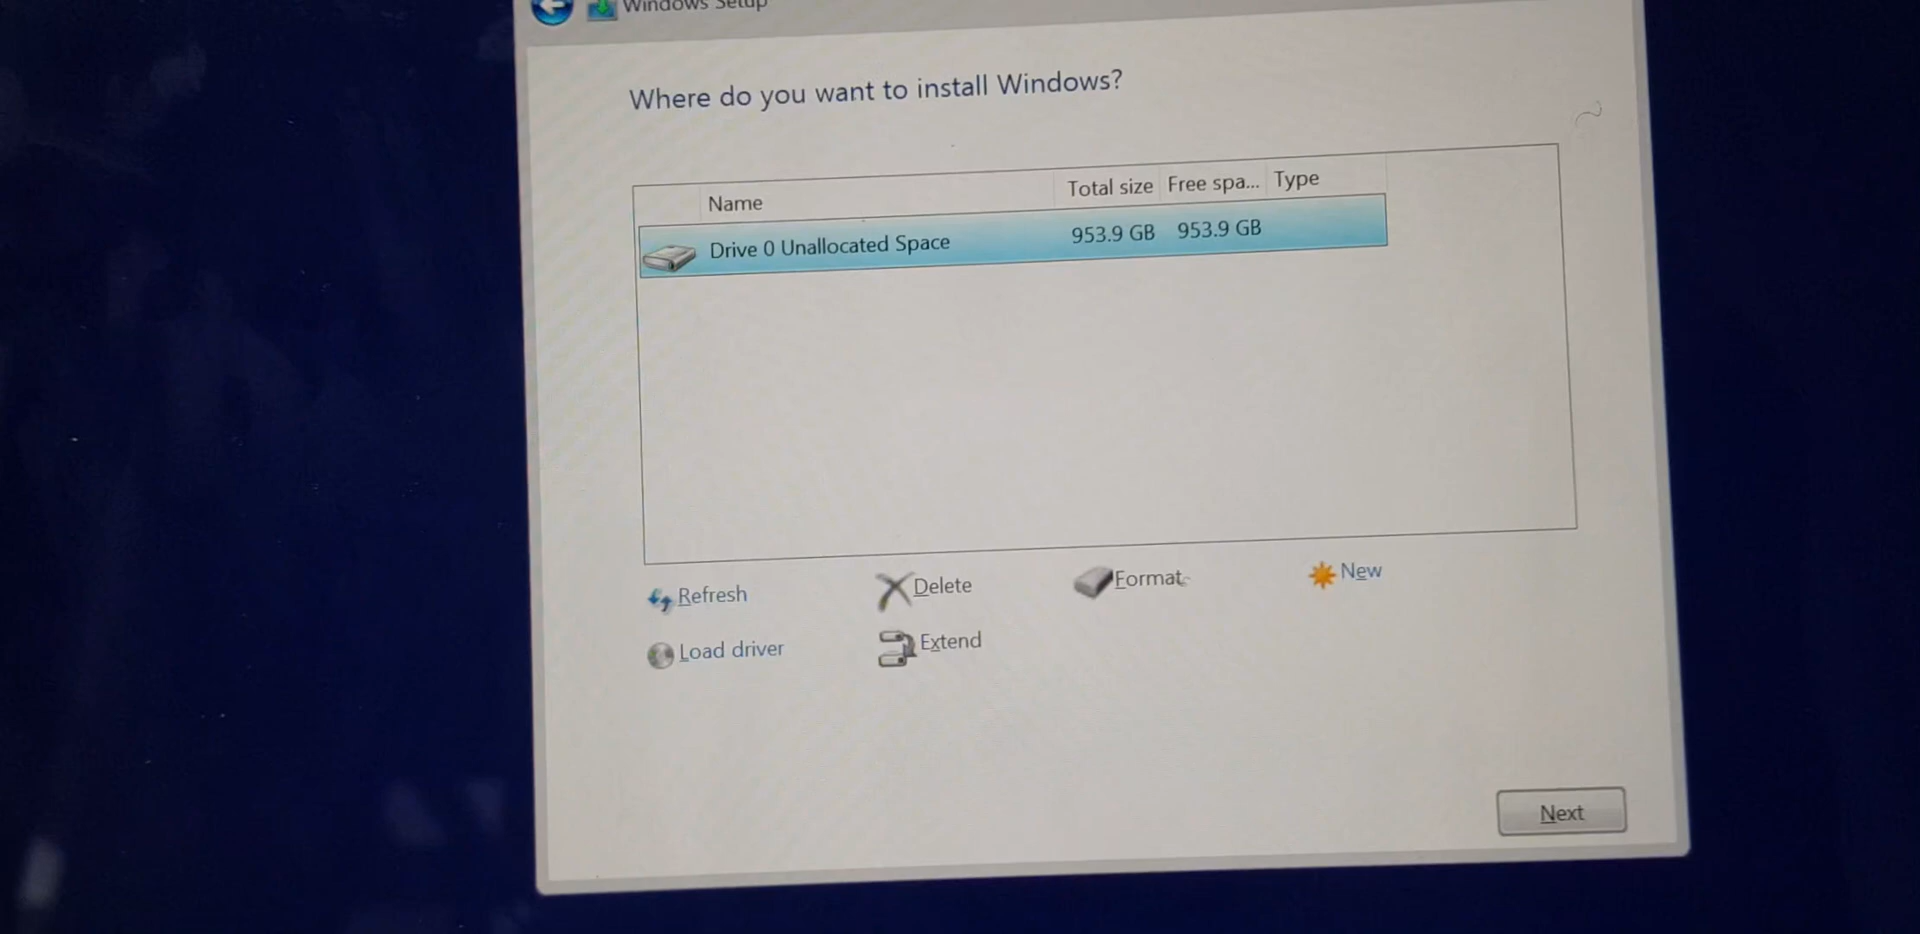 Windows Setup
Where do you want to install Windows?
Name Total size Free spa... Type
Drive 0 Unallocated Space 953.9 GB 953.9 GB
Refresh Delete Format New
Load driver Extend
Next